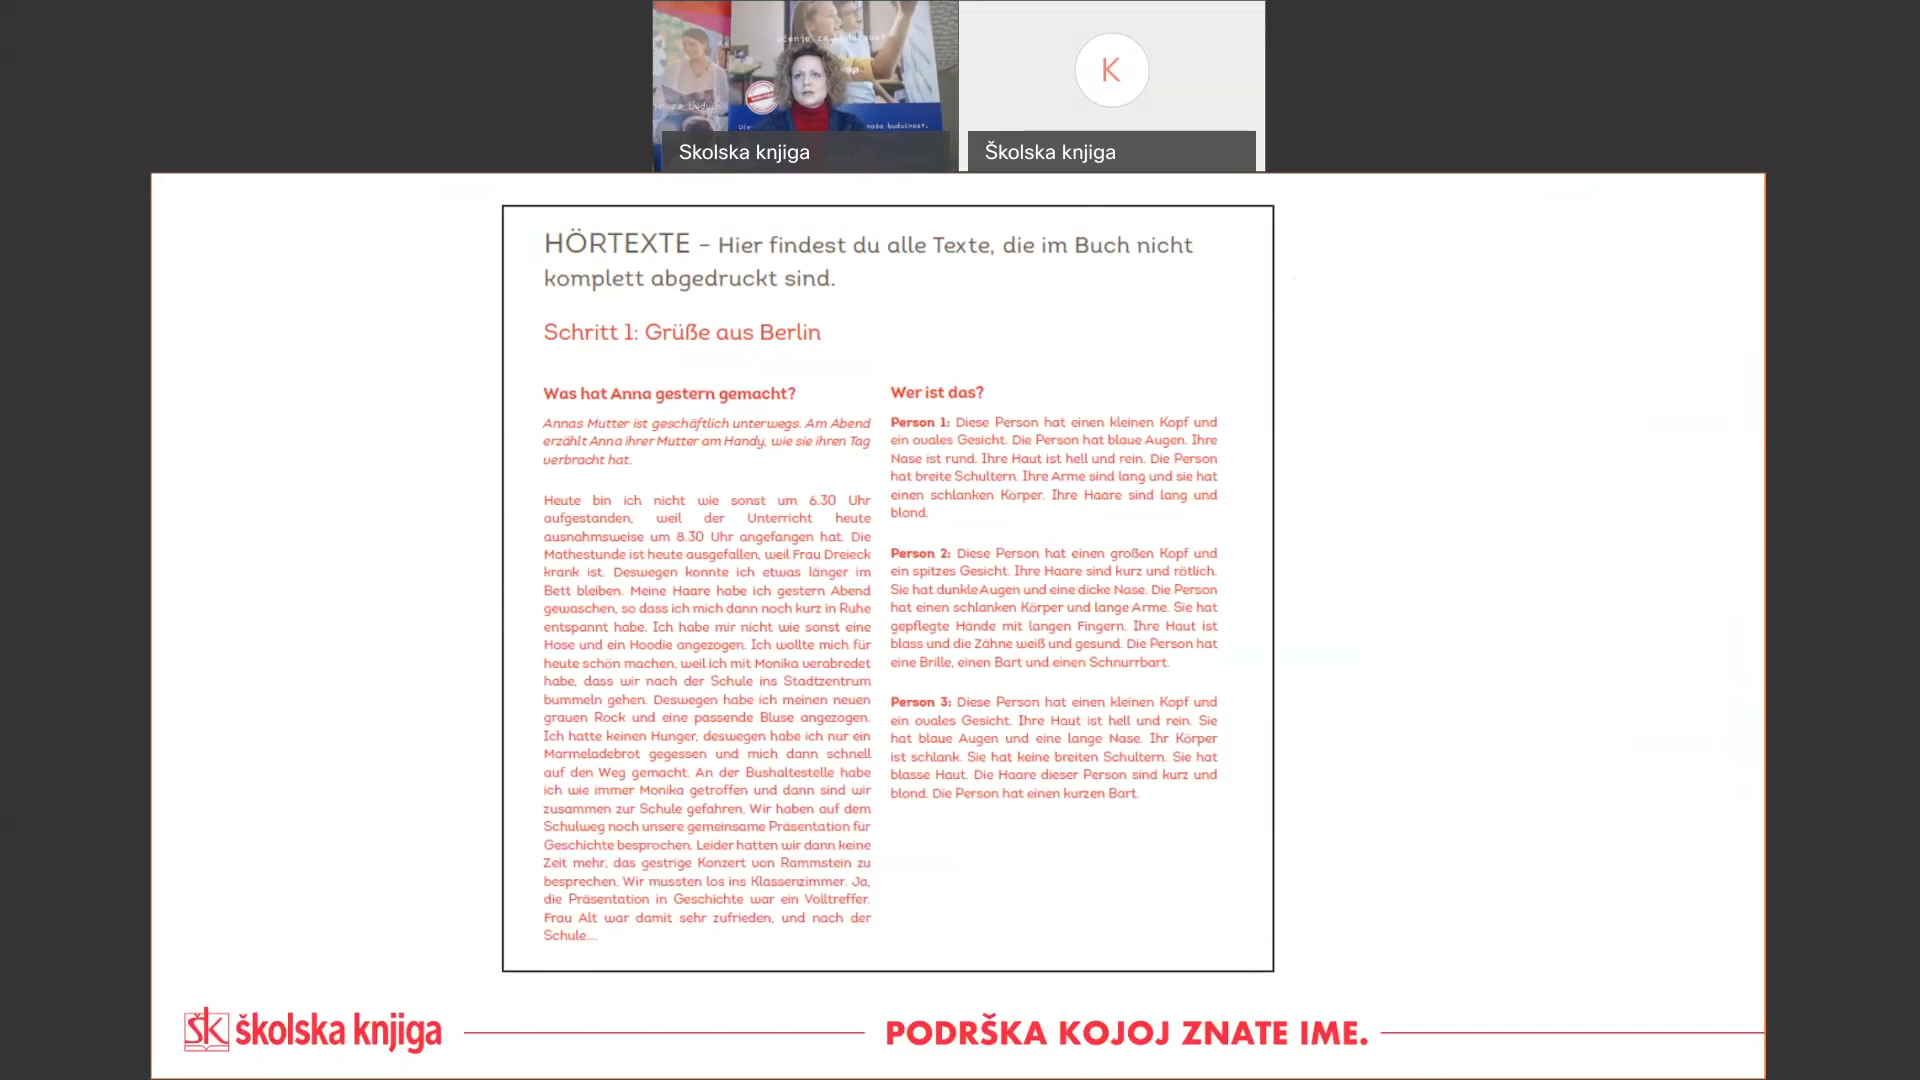 učenje za budućnost
je za buduć
Uče
naša budućnost.
Skolska knjiga
K
Školska knjiga
HÖRTEXTE – Hier findest du alle Texte, die im Buch nicht
komplett abgedruckt sind.
Schritt 1: Grüße aus Berlin
Was hat Anna gestern gemacht?
Annas Mutter ist geschäftlich unterwegs. Am Abend
erzählt Anna ihrer Mutter am Handy, wie sie ihren Tag
verbracht hat.
Heute bin ich nicht wie sonst um 6.30 Uhr
aufgestanden, weil der Unterricht heute
ausnahmsweise um 8.30 Uhr angefangen hat. Die
Mathestunde ist heute ausgefallen, weil Frau Dreieck
krank ist. Deswegen konnte ich etwas länger im
Bett bleiben. Meine Haare habe ich gestern Abend
gewaschen, so dass ich mich dann noch kurz in Ruhe
entspannt habe. Ich habe mir nicht wie sonst eine
Hose und ein Hoodie angezogen. Ich wollte mich für
heute schön machen, weil ich mit Monika verabredet
habe, dass wir nach der Schule ins Stadtzentrum
bummeln gehen. Deswegen habe ich meinen neuen
grauen Rock und eine passende Bluse angezogen.
Ich hatte keinen Hunger, deswegen habe ich nur ein
Marmeladebrot gegessen und mich dann schnell
auf den Weg gemacht. An der Bushaltestelle habe
ich wie immer Monika getroffen und dann sind wir
zusammen zur Schule gefahren. Wir haben auf dem
Schulweg noch unsere gemeinsame Präsentation für
Geschichte besprochen. Leider hatten wir dann keine
Zeit mehr, das gestrige Konzert von Rammstein zu
besprechen. Wir mussten los ins Klassenzimmer. Ja,
die Präsentation in Geschichte war ein Volltreffer.
Frau Alt war damit sehr zufrieden, und nach der
Schule....
Wer ist das?
Person 1: Diese Person hat einen kleinen Kopf und
ein ovales Gesicht. Die Person hat blaue Augen. Ihre
Nase ist rund. Ihre Haut ist hell und rein. Die Person
hat breite Schultern. Ihre Arme sind lang und sie hat
einen schlanken Körper. Ihre Haare sind lang und
blond.
Person 2: Diese Person hat einen großen Kopf und
ein spitzes Gesicht. Ihre Haare sind kurz und rötlich.
Sie hat dunkle Augen und eine dicke Nase. Die Person
hat einen schlanken Körper und lange Arme. Sie hat
gepflegte Hände mit langen Fingern. Ihre Haut ist
blass und die Zähne weiß und gesund. Die Person hat
eine Brille, einen Bart und einen Schnurrbart.
Person 3: Diese Person hat einen kleinen Kopf und
ein ovales Gesicht. Ihre Haut ist hell und rein. Sie
hat blaue Augen und eine lange Nase. Ihr Körper
ist schlank. Sie hat keine breiten Schultern. Sie hat
blasse Haut. Die Haare dieser Person sind kurz und
blond. Die Person hat einen kurzen Bart.
šk školska knjiga
PODRŠKA KOJOJ ZNATE IME.